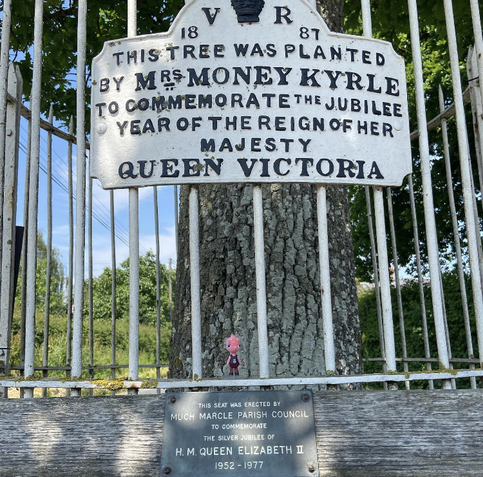 V R
18 87
THIS TREE WAS PLANTED
BY MRS MONEY KYRLE
TO COMMEMORATE THE JUBILEE
YEAR OF THE REIGN OF HER
MAJESTY
QUEEN VICTORIA
THIS SEAT WAS ERECTED BY
MUCH MARCLE PARISH COUNCIL
TO COMMEMORATE
THE SILVER JUBILEE OF
H. M. QUEEN ELIZABETH II
1952 - 1977